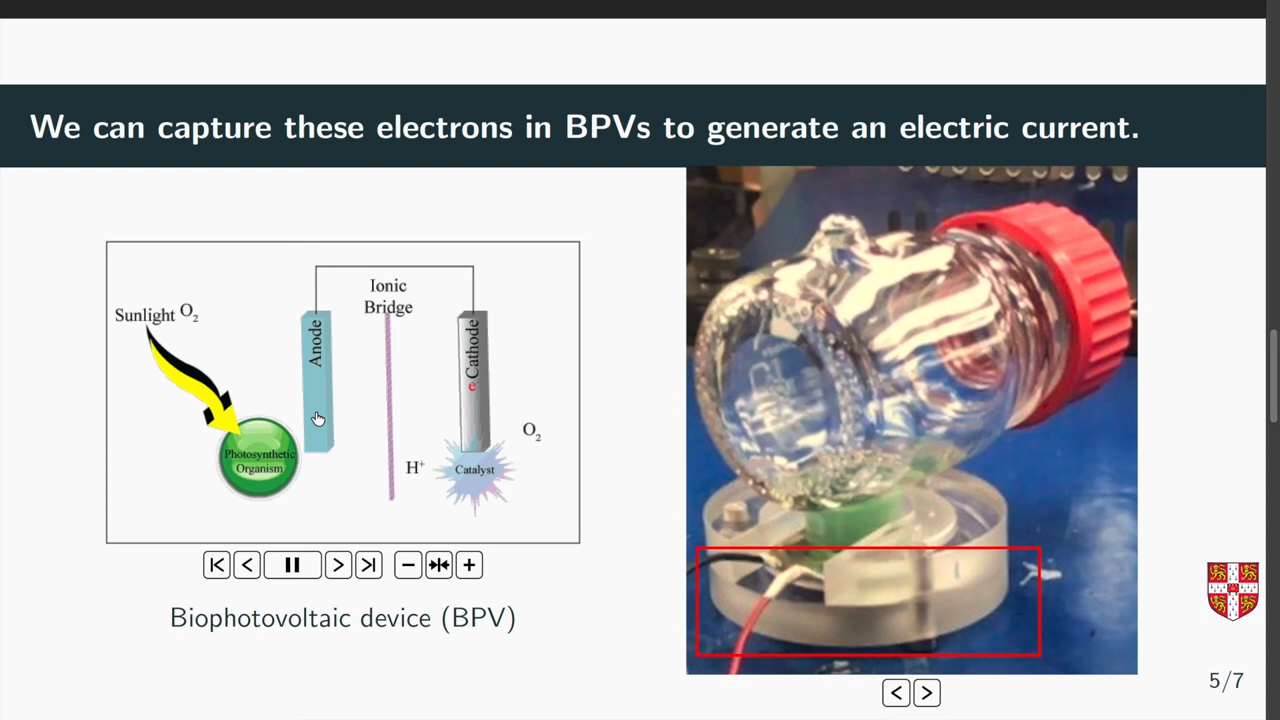 We can capture these electrons in BPVs to generate an electric current.
Ionic
Bridge
Sunlight O₂
Anode
Cathode
e
O₂
Photosynthetic
Organism
H⁺
Catalyst
Biophotovoltaic device (BPV)
5/7